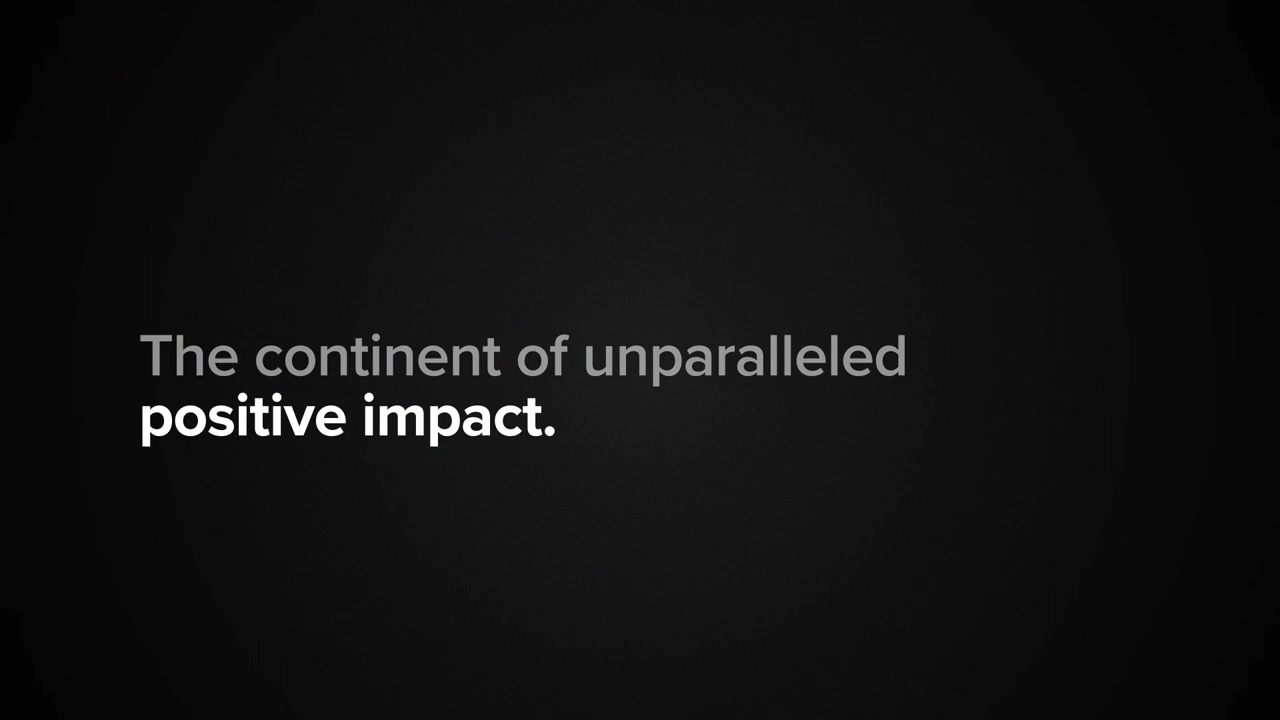 The continent of unparalleled
positive impact.